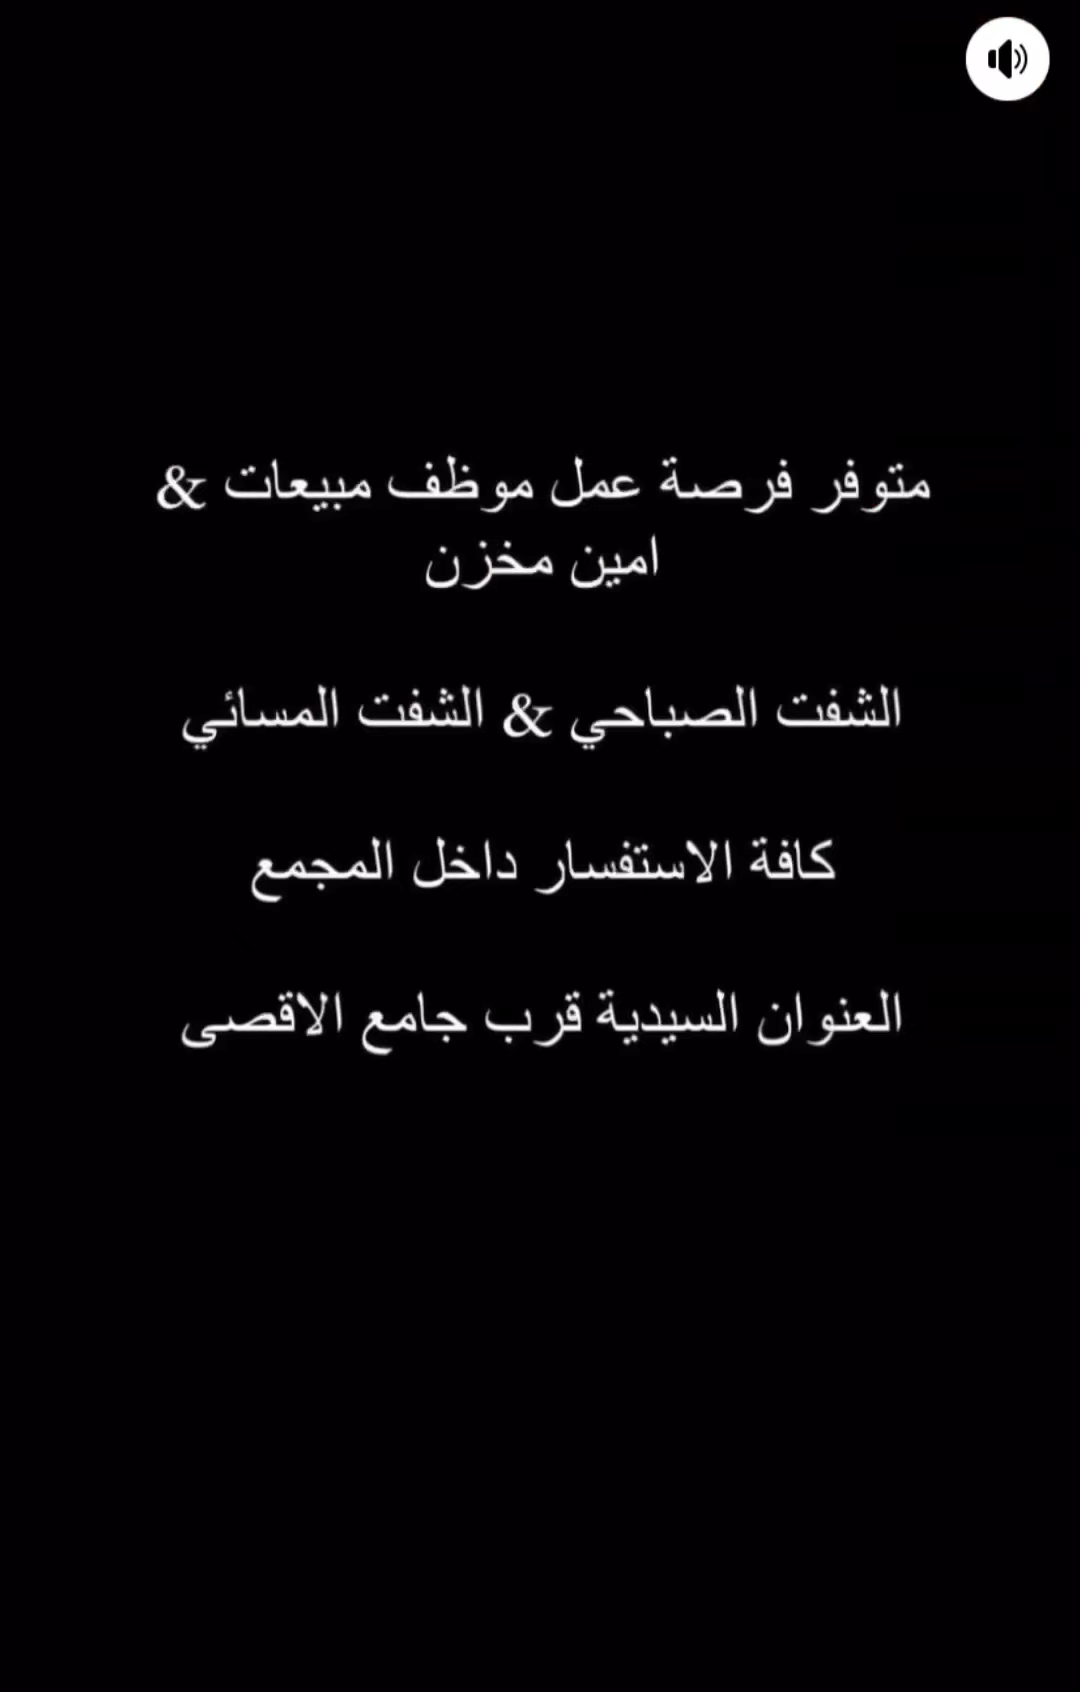 متوفر فرصة عمل موظف مبيعات &
امين مخزن
الشفت الصباحي & الشفت المسائي
كافة الاستفسار داخل المجمع
العنوان السيدية قرب جامع الاقصى